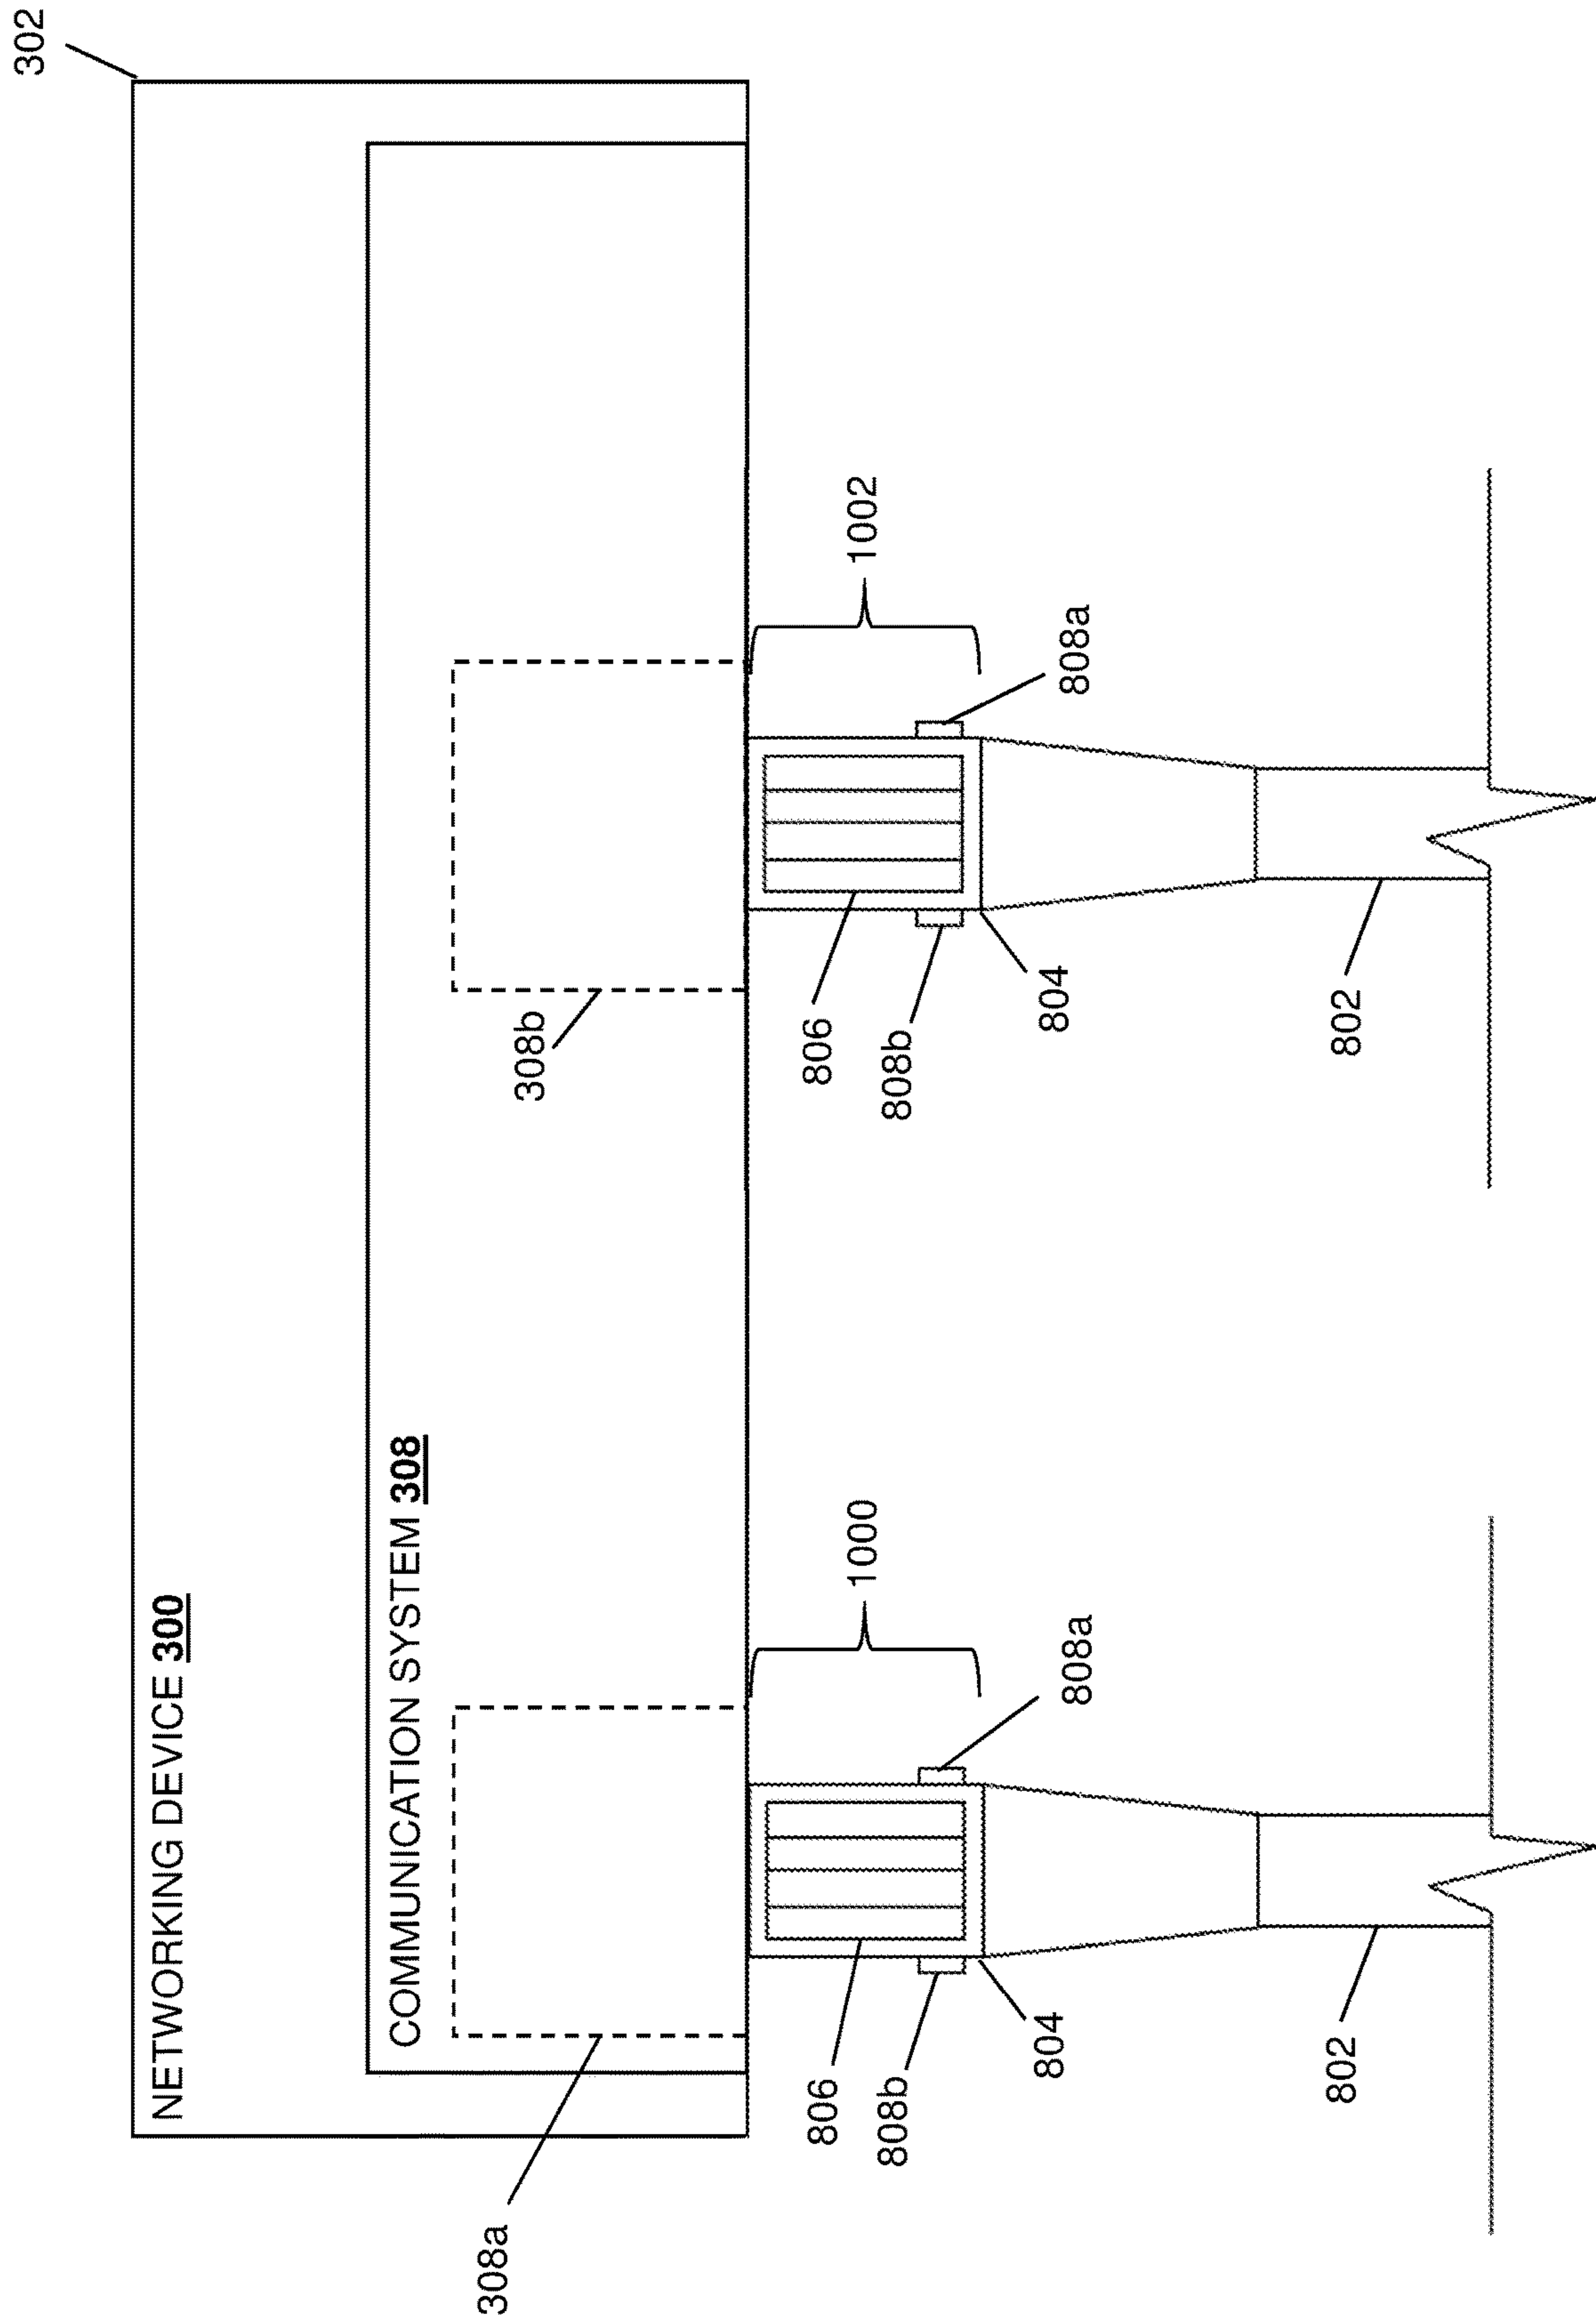 302
NETWORKING DEVICE 300
COMMUNICATION SYSTEM 308
308a
308b
1000
1002
806
808b
808a
804
802
806
808b
808a
804
802